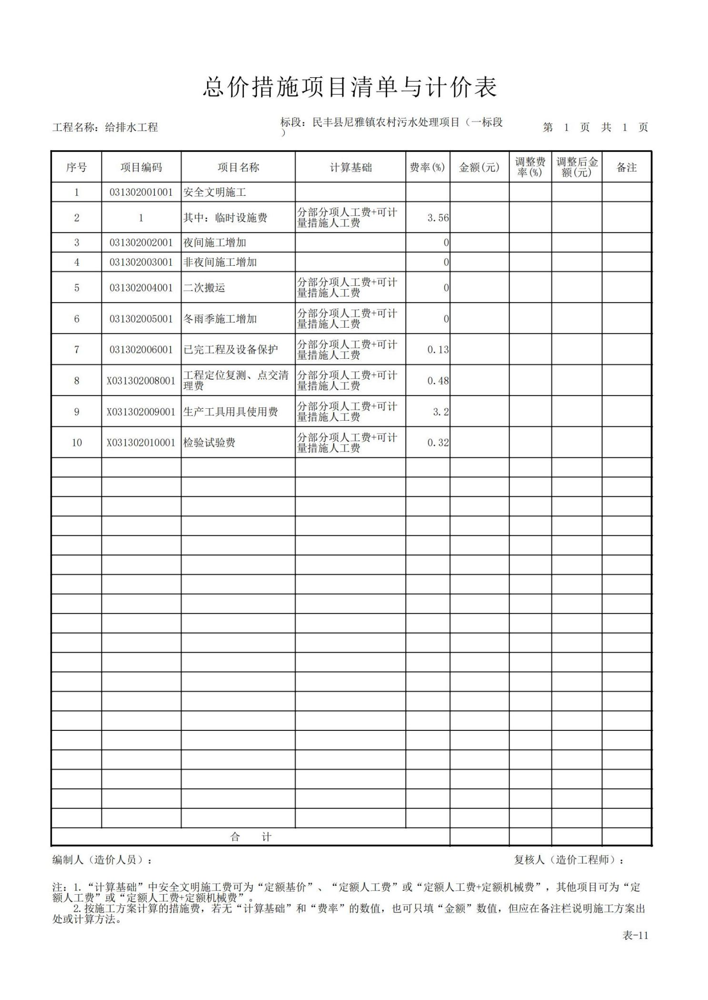 总价措施项目清单与计价表
工程名称：给排水工程
标段：民丰县尼雅镇农村污水处理项目（一标段
）
第 1 页 共 1 页
序号 项目编码 项目名称 计算基础 费率(%) 金额(元) 调整费 调整后金 备注
率(%) 额(元)
1 031302001001 安全文明施工
2 1 其中：临时设施费 分部分项人工费+可计 3.56
量措施人工费
3 031302002001 夜间施工增加 0
4 031302003001 非夜间施工增加 0
5 031302004001 二次搬运 分部分项人工费+可计 0
量措施人工费
6 031302005001 冬雨季施工增加 分部分项人工费+可计 0
量措施人工费
7 031302006001 已完工程及设备保护 分部分项人工费+可计 0.13
量措施人工费
8 X031302008001 工程定位复测、点交清 分部分项人工费+可计 0.48
理费 量措施人工费
9 X031302009001 生产工具用具使用费 分部分项人工费+可计 3.2
量措施人工费
10 X031302010001 检验试验费 分部分项人工费+可计 0.32
量措施人工费
合 计
编制人（造价人员）： 复核人（造价工程师）：
注：1.“计算基础”中安全文明施工费可为“定额基价”、“定额人工费”或“定额人工费+定额机械费”，其他项目可为“定
额人工费”或“定额人工费+定额机械费”。
2.按施工方案计算的措施费，若无“计算基础”和“费率”的数值，也可只填“金额”数值，但应在备注栏说明施工方案出
处或计算方法。
表-11